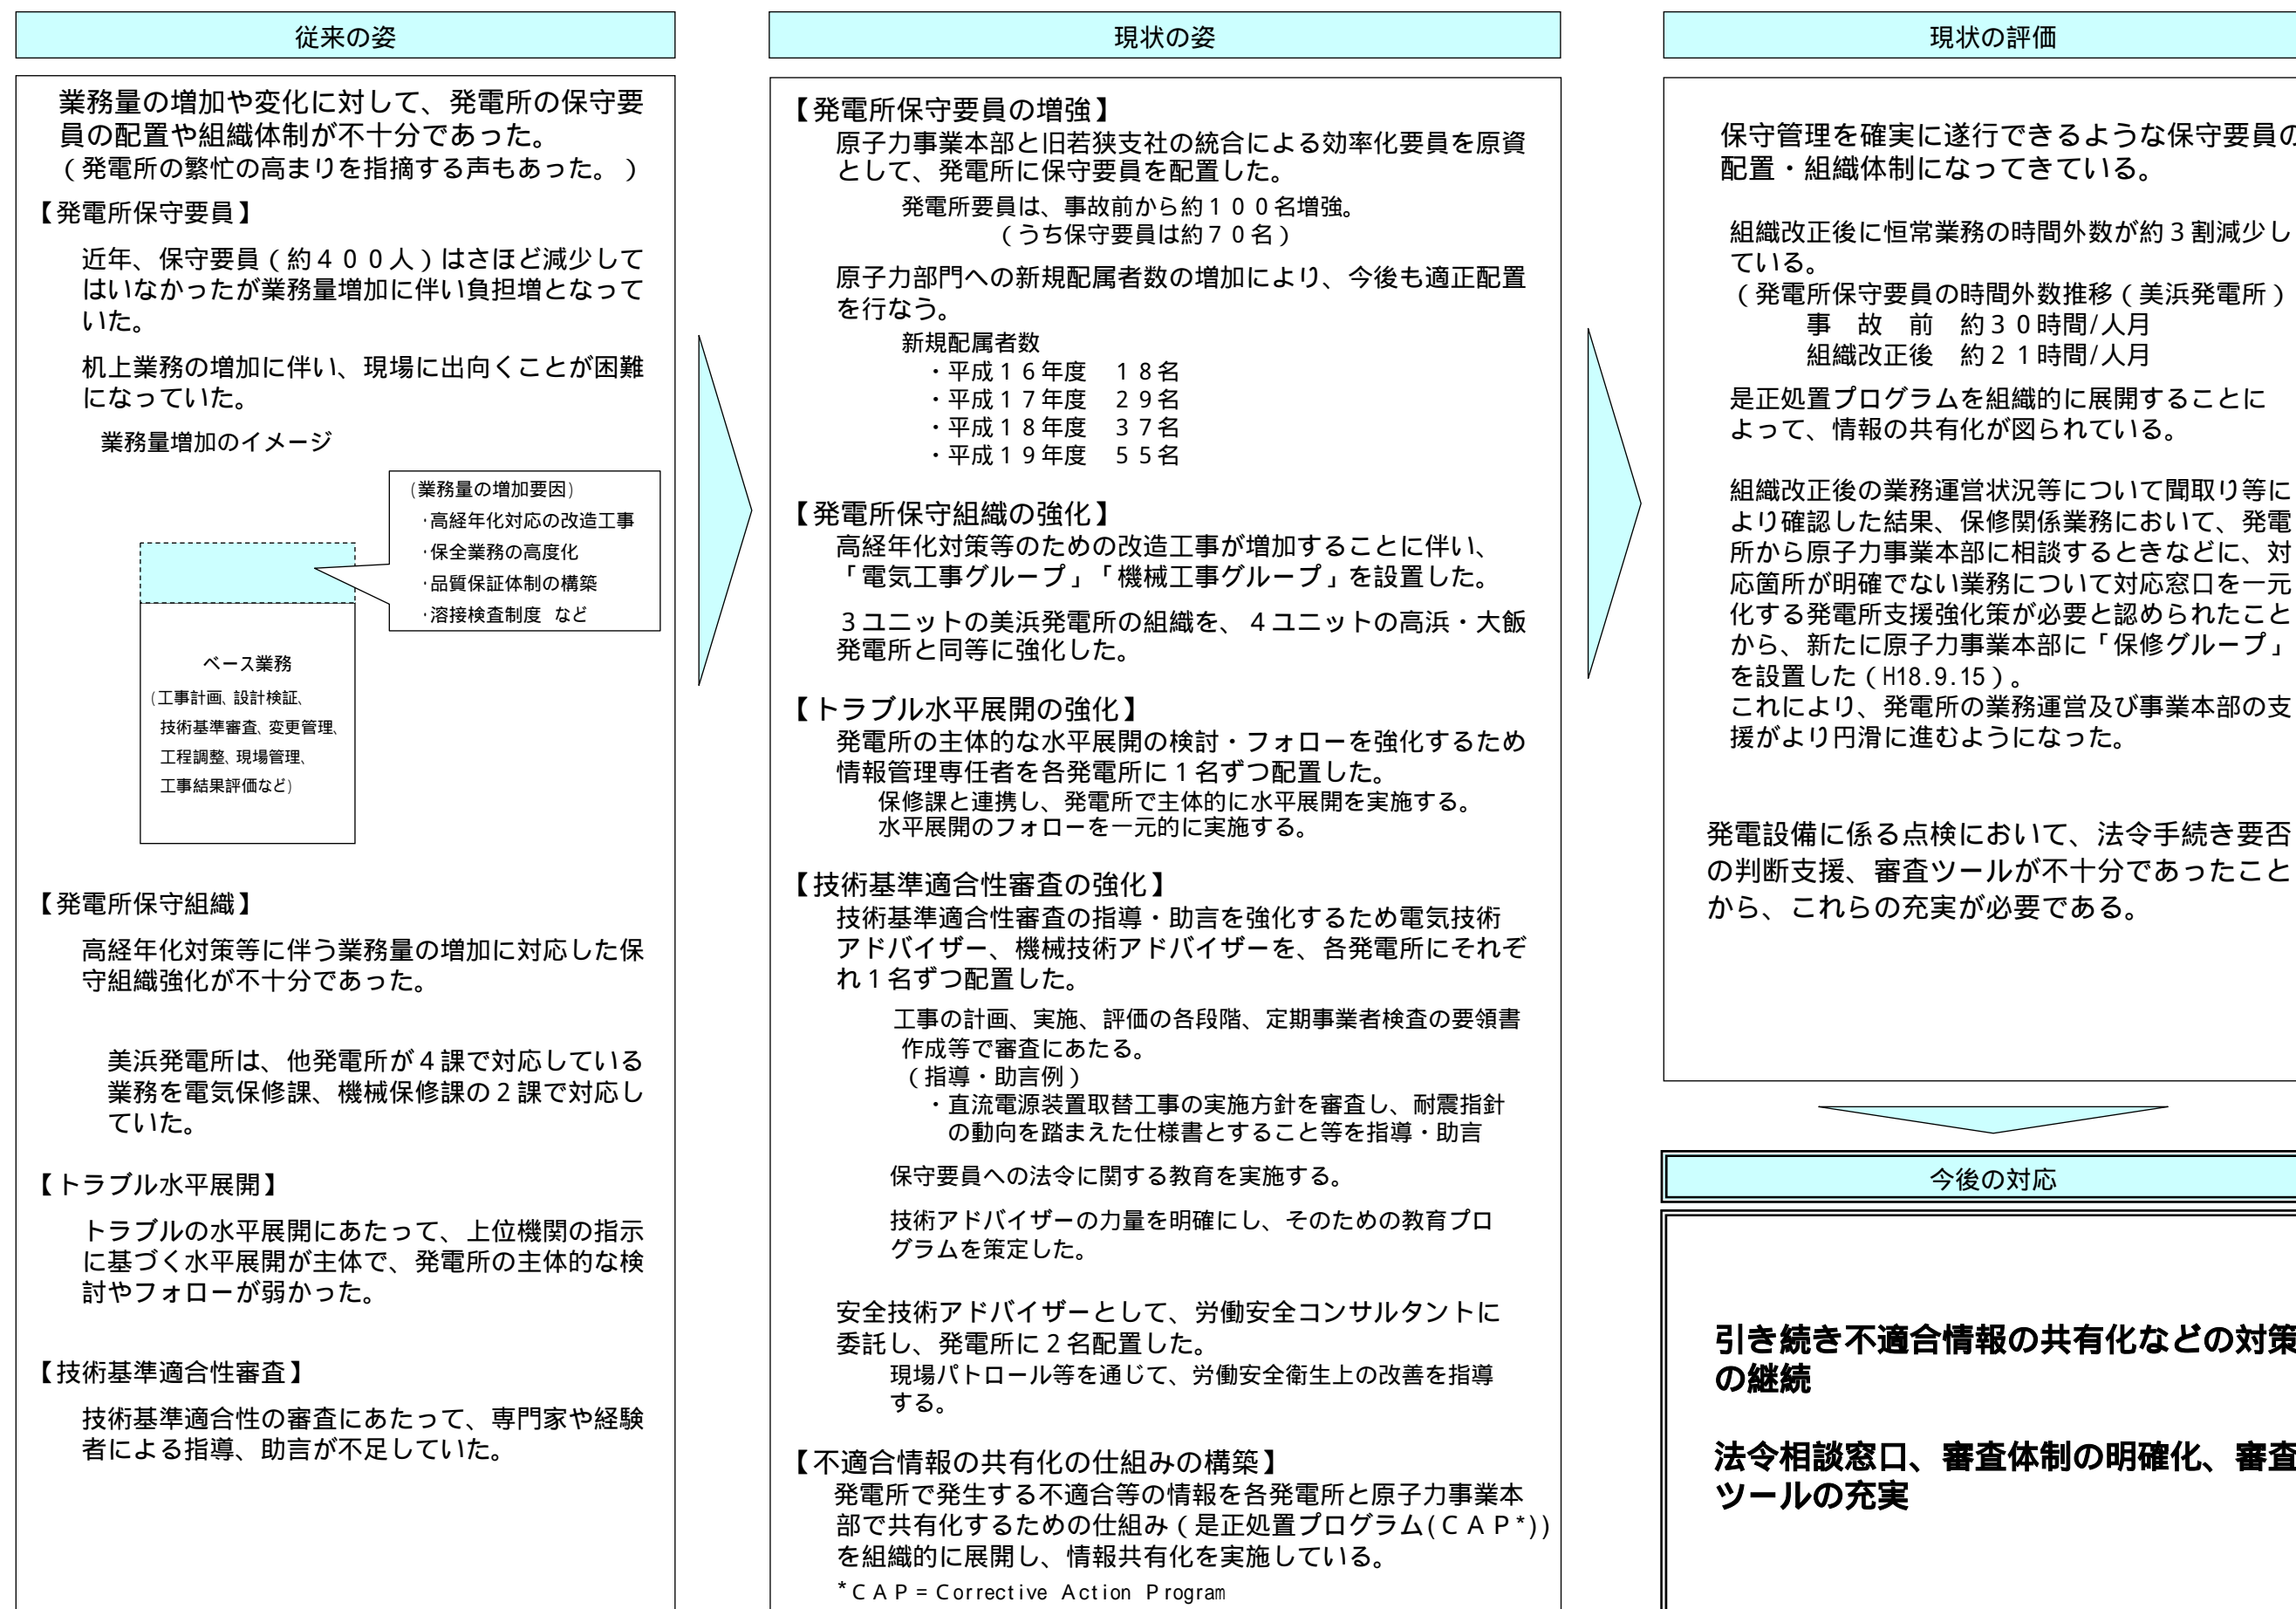 従来の姿
業務量の増加や変化に対して、発電所の保守要
員の配置や組織体制が不十分であった。
（発電所の繁忙の高まりを指摘する声もあった。）
【発電所保守要員】
近年、保守要員（約４００人）はさほど減少して
はいなかったが業務量増加に伴い負担増となって
いた。
机上業務の増加に伴い、現場に出向くことが困難
になっていた。
業務量増加のイメージ
(業務量の増加要因)
・高経年化対応の改造工事
・保全業務の高度化
・品質保証体制の構築
・溶接検査制度 など
ベース業務
(工事計画、設計検証、
技術基準審査、変更管理、
工程調整、現場管理、
工事結果評価など)
【発電所保守組織】
高経年化対策等に伴う業務量の増加に対応した保
守組織強化が不十分であった。
美浜発電所は、他発電所が４課で対応している
業務を電気保修課、機械保修課の２課で対応し
ていた。
【トラブル水平展開】
トラブルの水平展開にあたって、上位機関の指示
に基づく水平展開が主体で、発電所の主体的な検
討やフォローが弱かった。
【技術基準適合性審査】
技術基準適合性の審査にあたって、専門家や経験
者による指導、助言が不足していた。
現状の姿
【発電所保守要員の増強】
原子力事業本部と旧若狭支社の統合による効率化要員を原資
として、発電所に保守要員を配置した。
発電所要員は、事故前から約１００名増強。
（うち保守要員は約７０名）
原子力部門への新規配属者数の増加により、今後も適正配置
を行なう。
新規配属者数
・平成１６年度　１８名
・平成１７年度　２９名
・平成１８年度　３７名
・平成１９年度　５５名
【発電所保守組織の強化】
高経年化対策等のための改造工事が増加することに伴い、
「電気工事グループ」「機械工事グループ」を設置した。
３ユニットの美浜発電所の組織を、４ユニットの高浜・大飯
発電所と同等に強化した。
【トラブル水平展開の強化】
発電所の主体的な水平展開の検討・フォローを強化するため
情報管理専任者を各発電所に１名ずつ配置した。
保修課と連携し、発電所で主体的に水平展開を実施する。
水平展開のフォローを一元的に実施する。
【技術基準適合性審査の強化】
技術基準適合性審査の指導・助言を強化するため電気技術
アドバイザー、機械技術アドバイザーを、各発電所にそれぞ
れ１名ずつ配置した。
工事の計画、実施、評価の各段階、定期事業者検査の要領書
作成等で審査にあたる。
（指導・助言例）
・直流電源装置取替工事の実施方針を審査し、耐震指針
の動向を踏まえた仕様書とすること等を指導・助言
保守要員への法令に関する教育を実施する。
技術アドバイザーの力量を明確にし、そのための教育プロ
グラムを策定した。
安全技術アドバイザーとして、労働安全コンサルタントに
委託し、発電所に２名配置した。
現場パトロール等を通じて、労働安全衛生上の改善を指導
する。
【不適合情報の共有化の仕組みの構築】
発電所で発生する不適合等の情報を各発電所と原子力事業本
部で共有化するための仕組み（是正処置プログラム(ＣＡＰ*))
を組織的に展開し、情報共有化を実施している。
*ＣＡＰ＝Corrective Action Program
現状の評価
保守管理を確実に遂行できるような保守要員の
配置・組織体制になってきている。
組織改正後に恒常業務の時間外数が約３割減少し
ている。
（発電所保守要員の時間外数推移（美浜発電所）
事　故　前　約３０時間/人月
組織改正後　約２１時間/人月
是正処置プログラムを組織的に展開することに
よって、情報の共有化が図られている。
組織改正後の業務運営状況等について聞取り等に
より確認した結果、保修関係業務において、発電
所から原子力事業本部に相談するときなどに、対
応箇所が明確でない業務について対応窓口を一元
化する発電所支援強化策が必要と認められたこと
から、新たに原子力事業本部に「保修グループ」
を設置した（H18.9.15）。
これにより、発電所の業務運営及び事業本部の支
援がより円滑に進むようになった。
発電設備に係る点検において、法令手続き要否
の判断支援、審査ツールが不十分であったこと
から、これらの充実が必要である。
今後の対応
引き続き不適合情報の共有化などの対策
の継続
法令相談窓口、審査体制の明確化、審査
ツールの充実